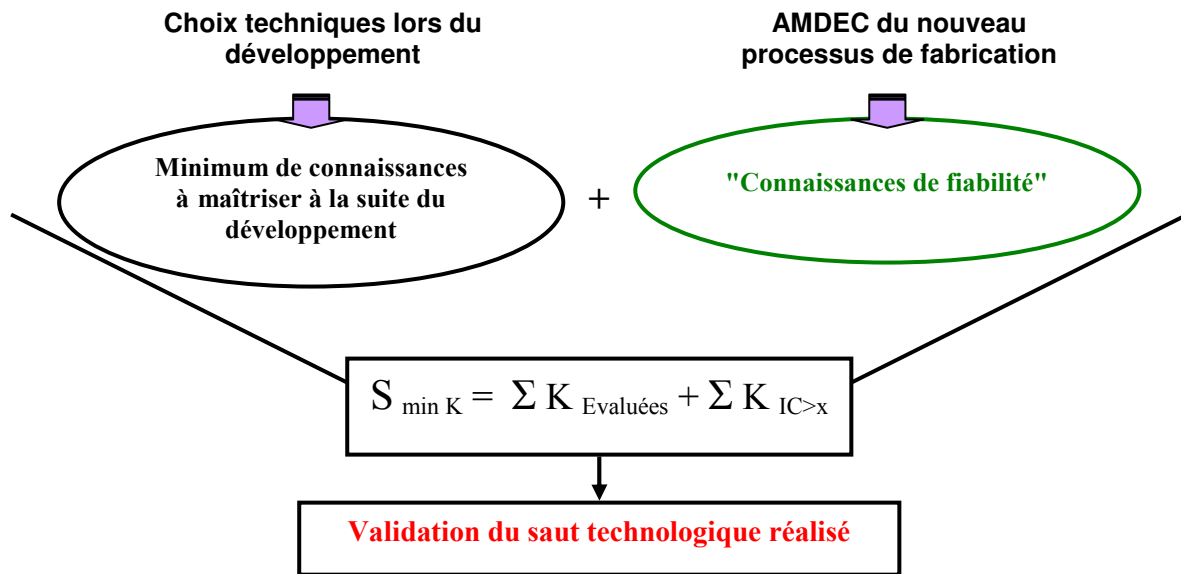 Choix techniques lors du
développement
AMDEC du nouveau
processus de fabrication
Minimum de connaissances
à maîtriser à la suite du
développement
+
"Connaissances de fiabilité"
S min K = Σ K Evaluées + Σ K IC>x
Validation du saut technologique réalisé